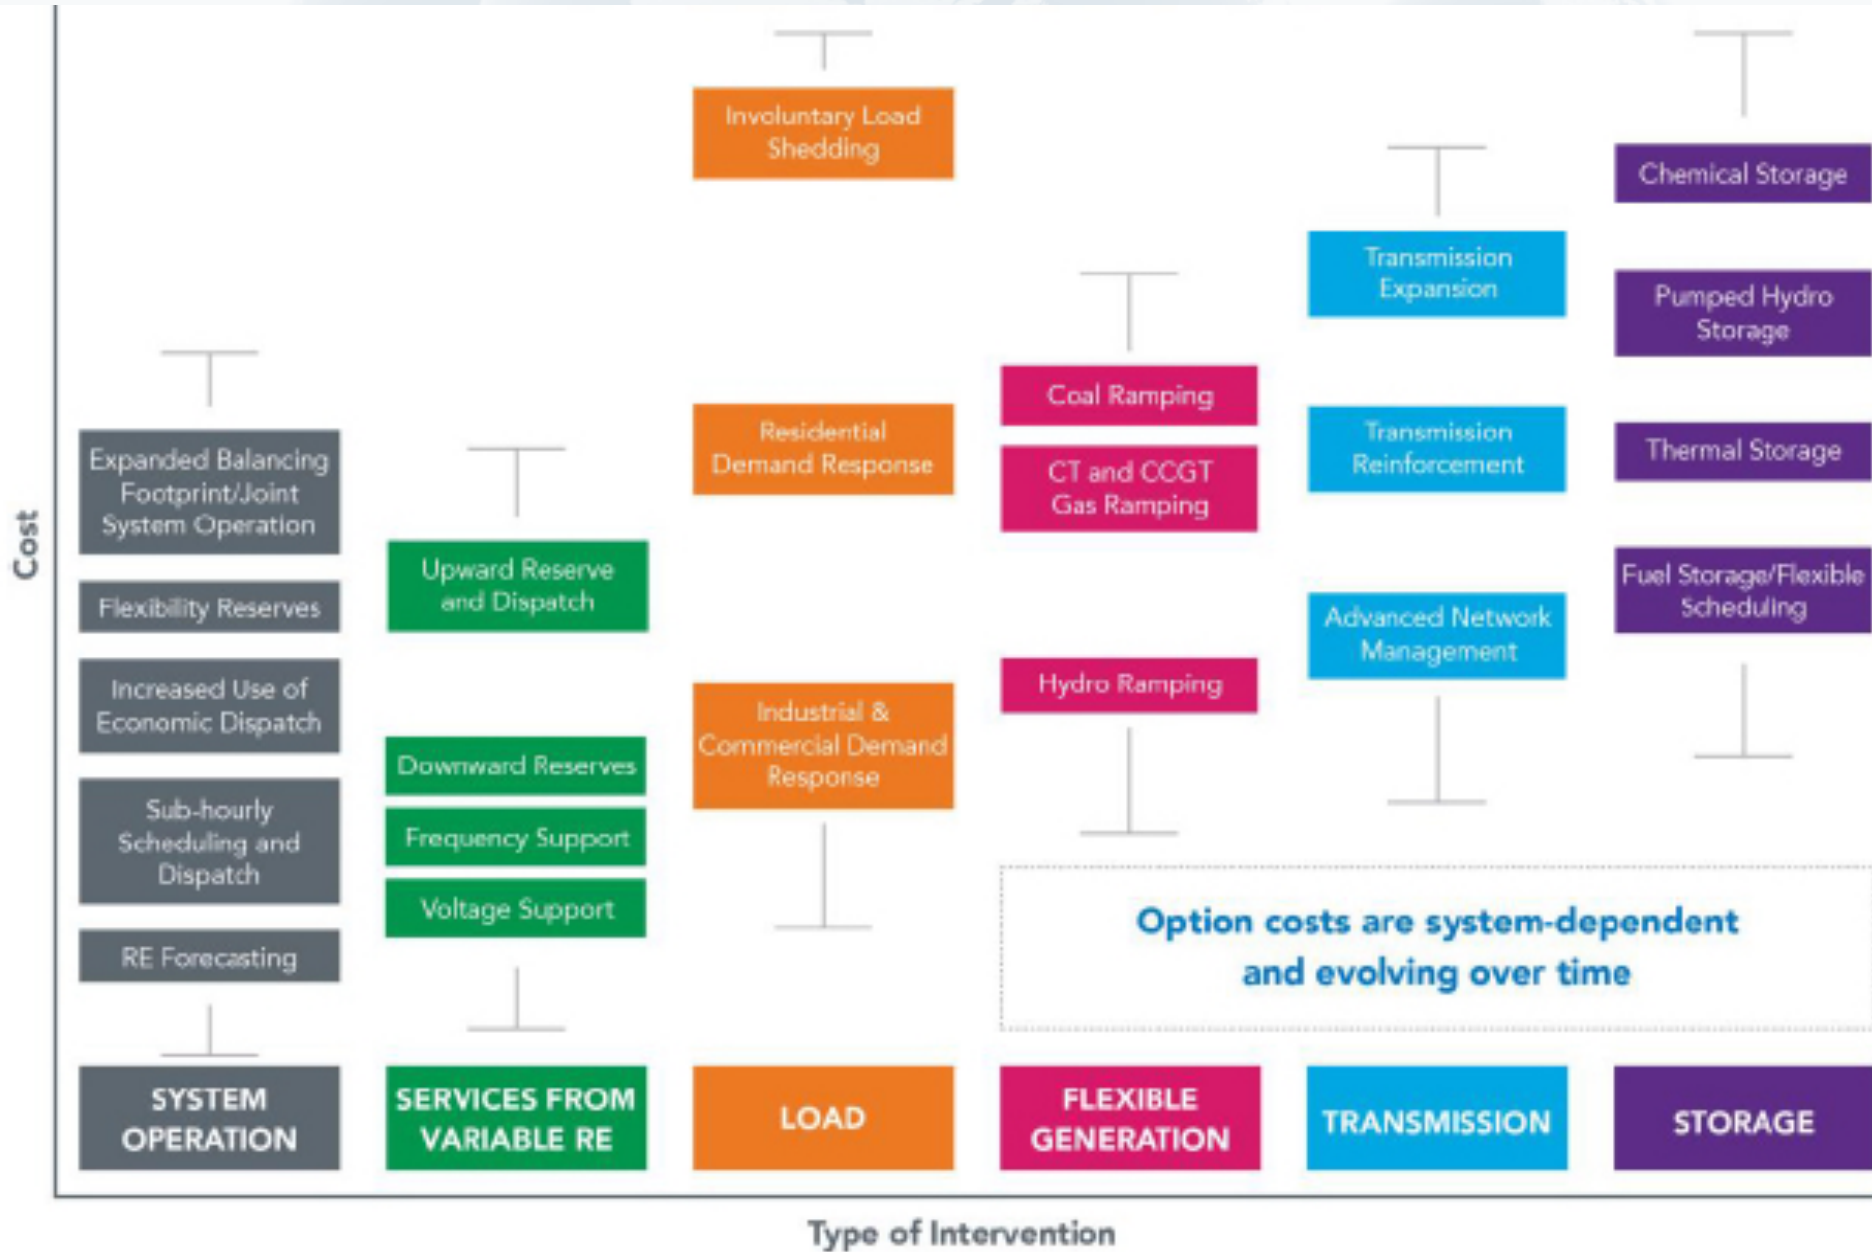 Cost
Expanded Balancing
Footprint/Joint
System Operation
Flexibility Reserves
Increased Use of
Economic Dispatch
Sub-hourly
Scheduling and
Dispatch
RE Forecasting
SYSTEM
OPERATION
Upward Reserve
and Dispatch
Downward Reserves
Frequency Support
Voltage Support
SERVICES FROM
VARIABLE RE
Involuntary Load
Shedding
Residential
Demand Response
Industrial &
Commercial Demand
Response
LOAD
Coal Ramping
CT and CCGT
Gas Ramping
Hydro Ramping
FLEXIBLE
GENERATION
Transmission
Expansion
Transmission
Reinforcement
Advanced Network
Management
TRANSMISSION
Chemical Storage
Pumped Hydro
Storage
Thermal Storage
Fuel Storage/Flexible
Scheduling
STORAGE
Option costs are system-dependent
and evolving over time
Type of Intervention